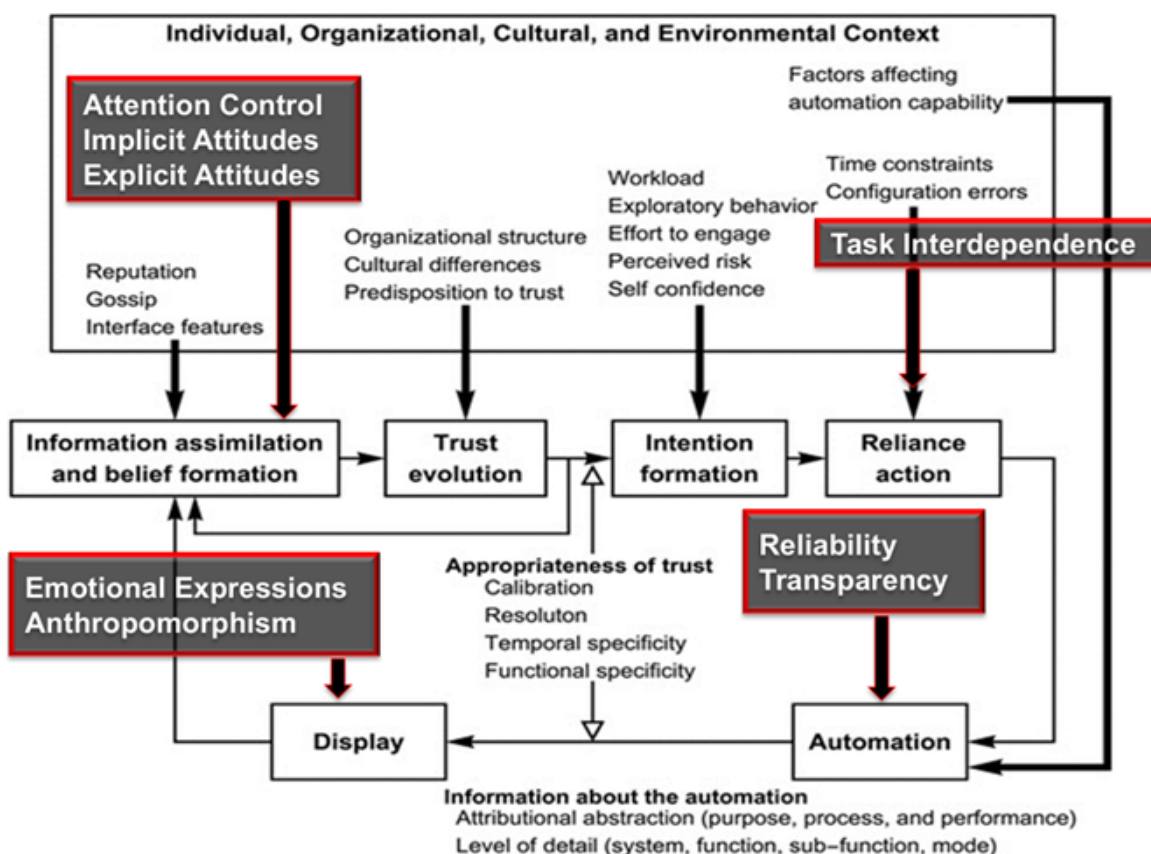 Individual, Organizational, Cultural, and Environmental Context
Factors affecting
automation capability
Attention Control
Implicit Attitudes
Explicit Attitudes
Time constraints
Configuration errors
Workload
Exploratory behavior
Effort to engage
Perceived risk
Self confidence
Task Interdependence
Organizational structure
Cultural differences
Predisposition to trust
Reputation
Gossip
Interface features
Information assimilation
and belief formation
Trust
evolution
Intention
formation
Reliance
action
Emotional Expressions
Anthropomorphism
Appropriateness of trust
Calibration
Resoluton
Temporal specificity
Functional specificity
Reliability
Transparency
Display
Automation
Information about the automation
Attributional abstraction (purpose, process, and performance)
Level of detail (system, function, sub-function, mode)